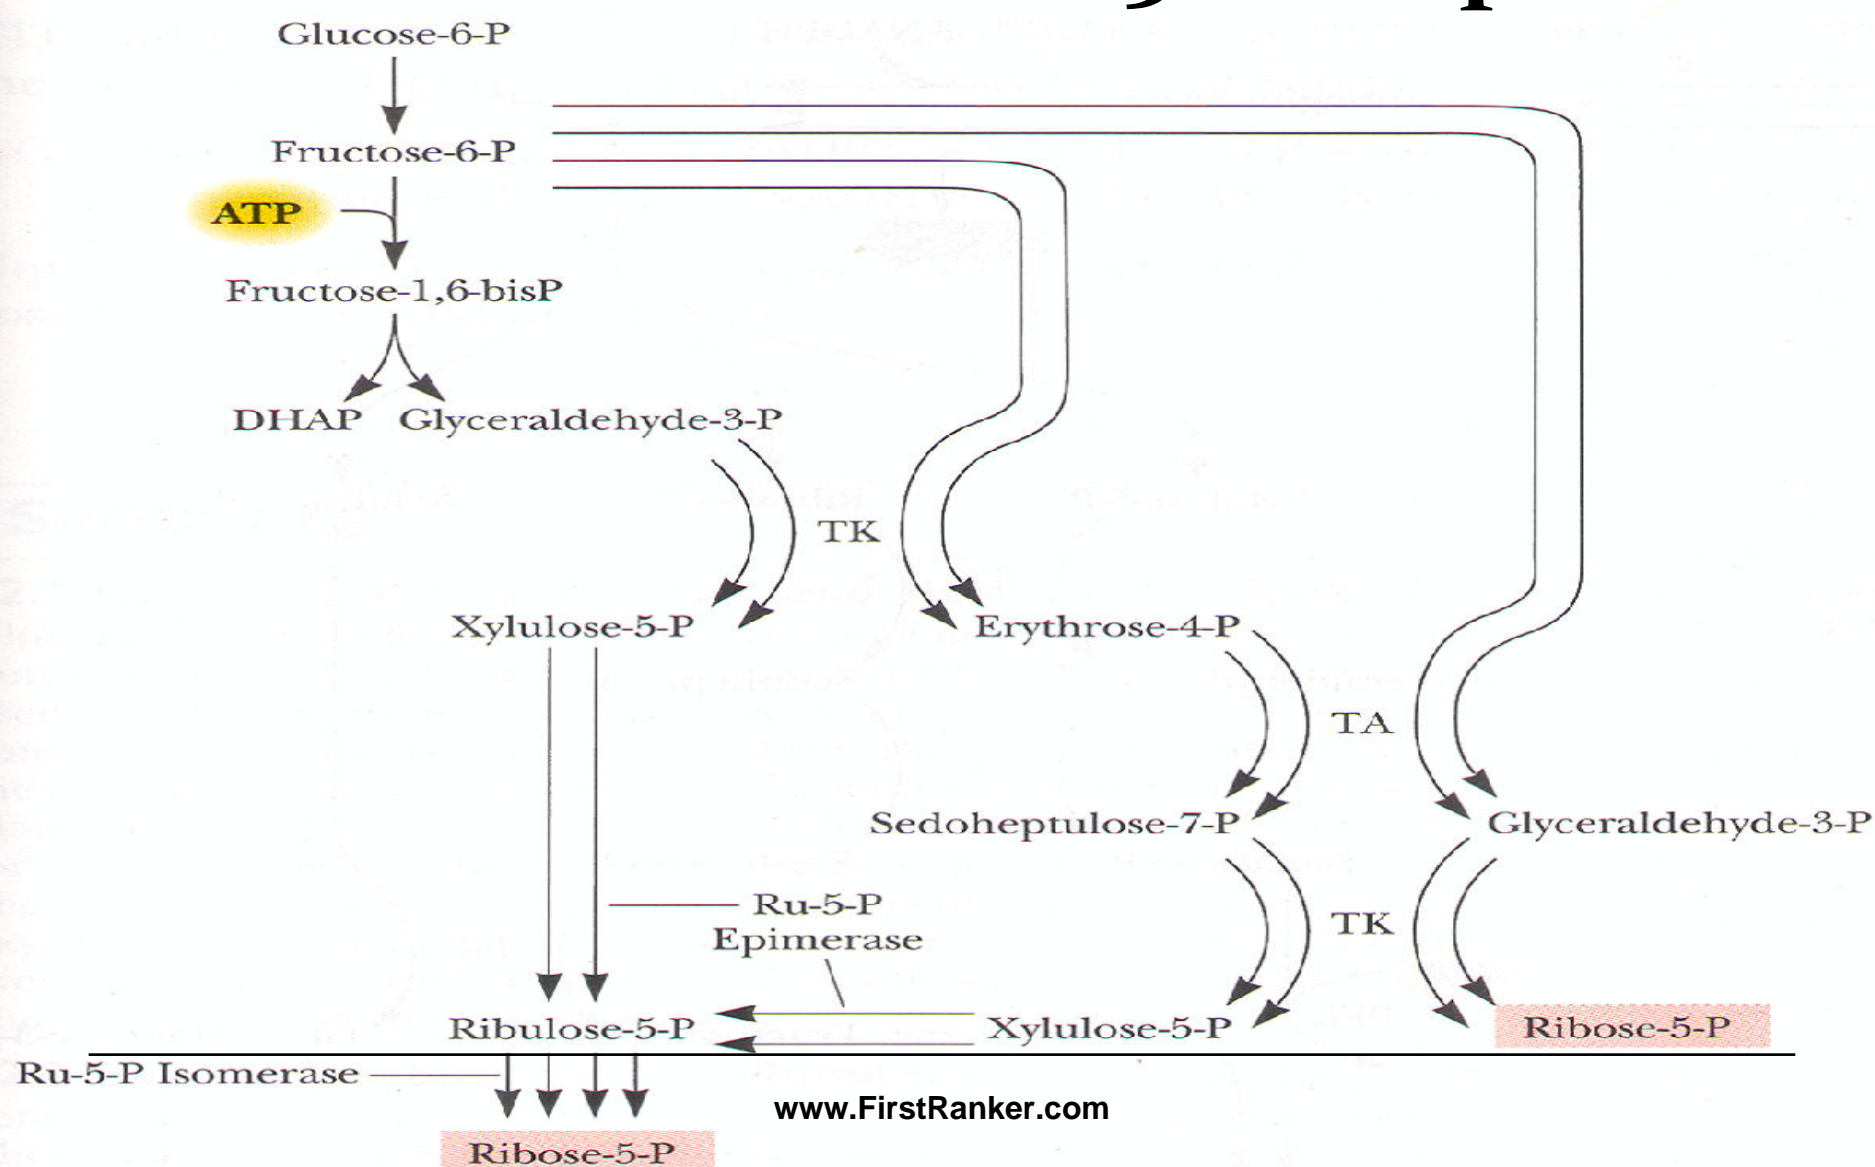 Glucose-6-P
Fructose-6-P
ATP
Fructose-1,6-bisP
DHAP Glyceraldehyde-3-P
TK
Xylulose-5-P
Erythrose-4-P
TA
Sedoheptulose-7-P
Glyceraldehyde-3-P
Ru-5-P
Epimerase
TK
Ribulose-5-P
Xylulose-5-P
Ribose-5-P
Ru-5-P Isomerase
www.FirstRanker.com
Ribose-5-P